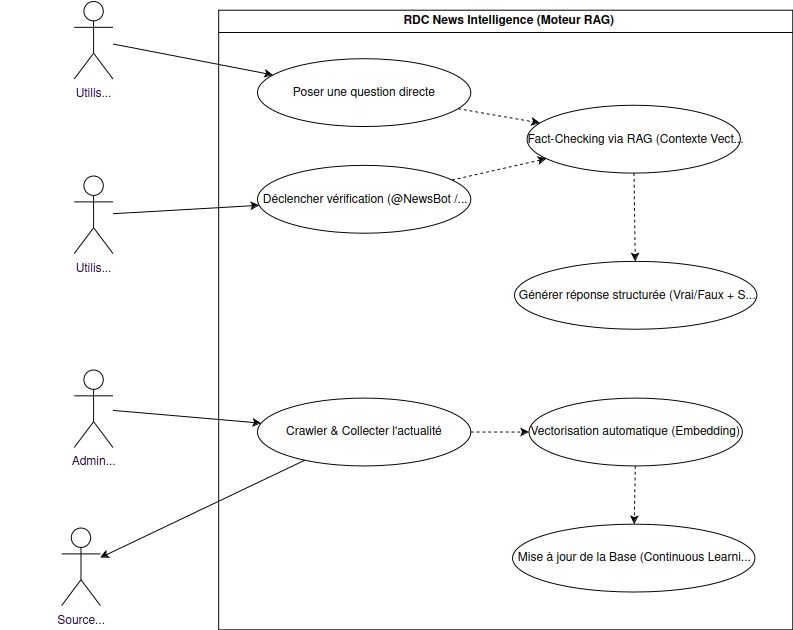 RDC News Intelligence (Moteur RAG)
Utilis...
Poser une question directe
Fact-Checking via RAG (Contexte Vect...
Déclencher vérification (@NewsBot /...
Utilis...
Générer réponse structurée (Vrai/Faux + S...
Admin...
Crawler & Collecter l'actualité
Vectorisation automatique (Embedding)
Mise à jour de la Base (Continuous Learni...
Source...